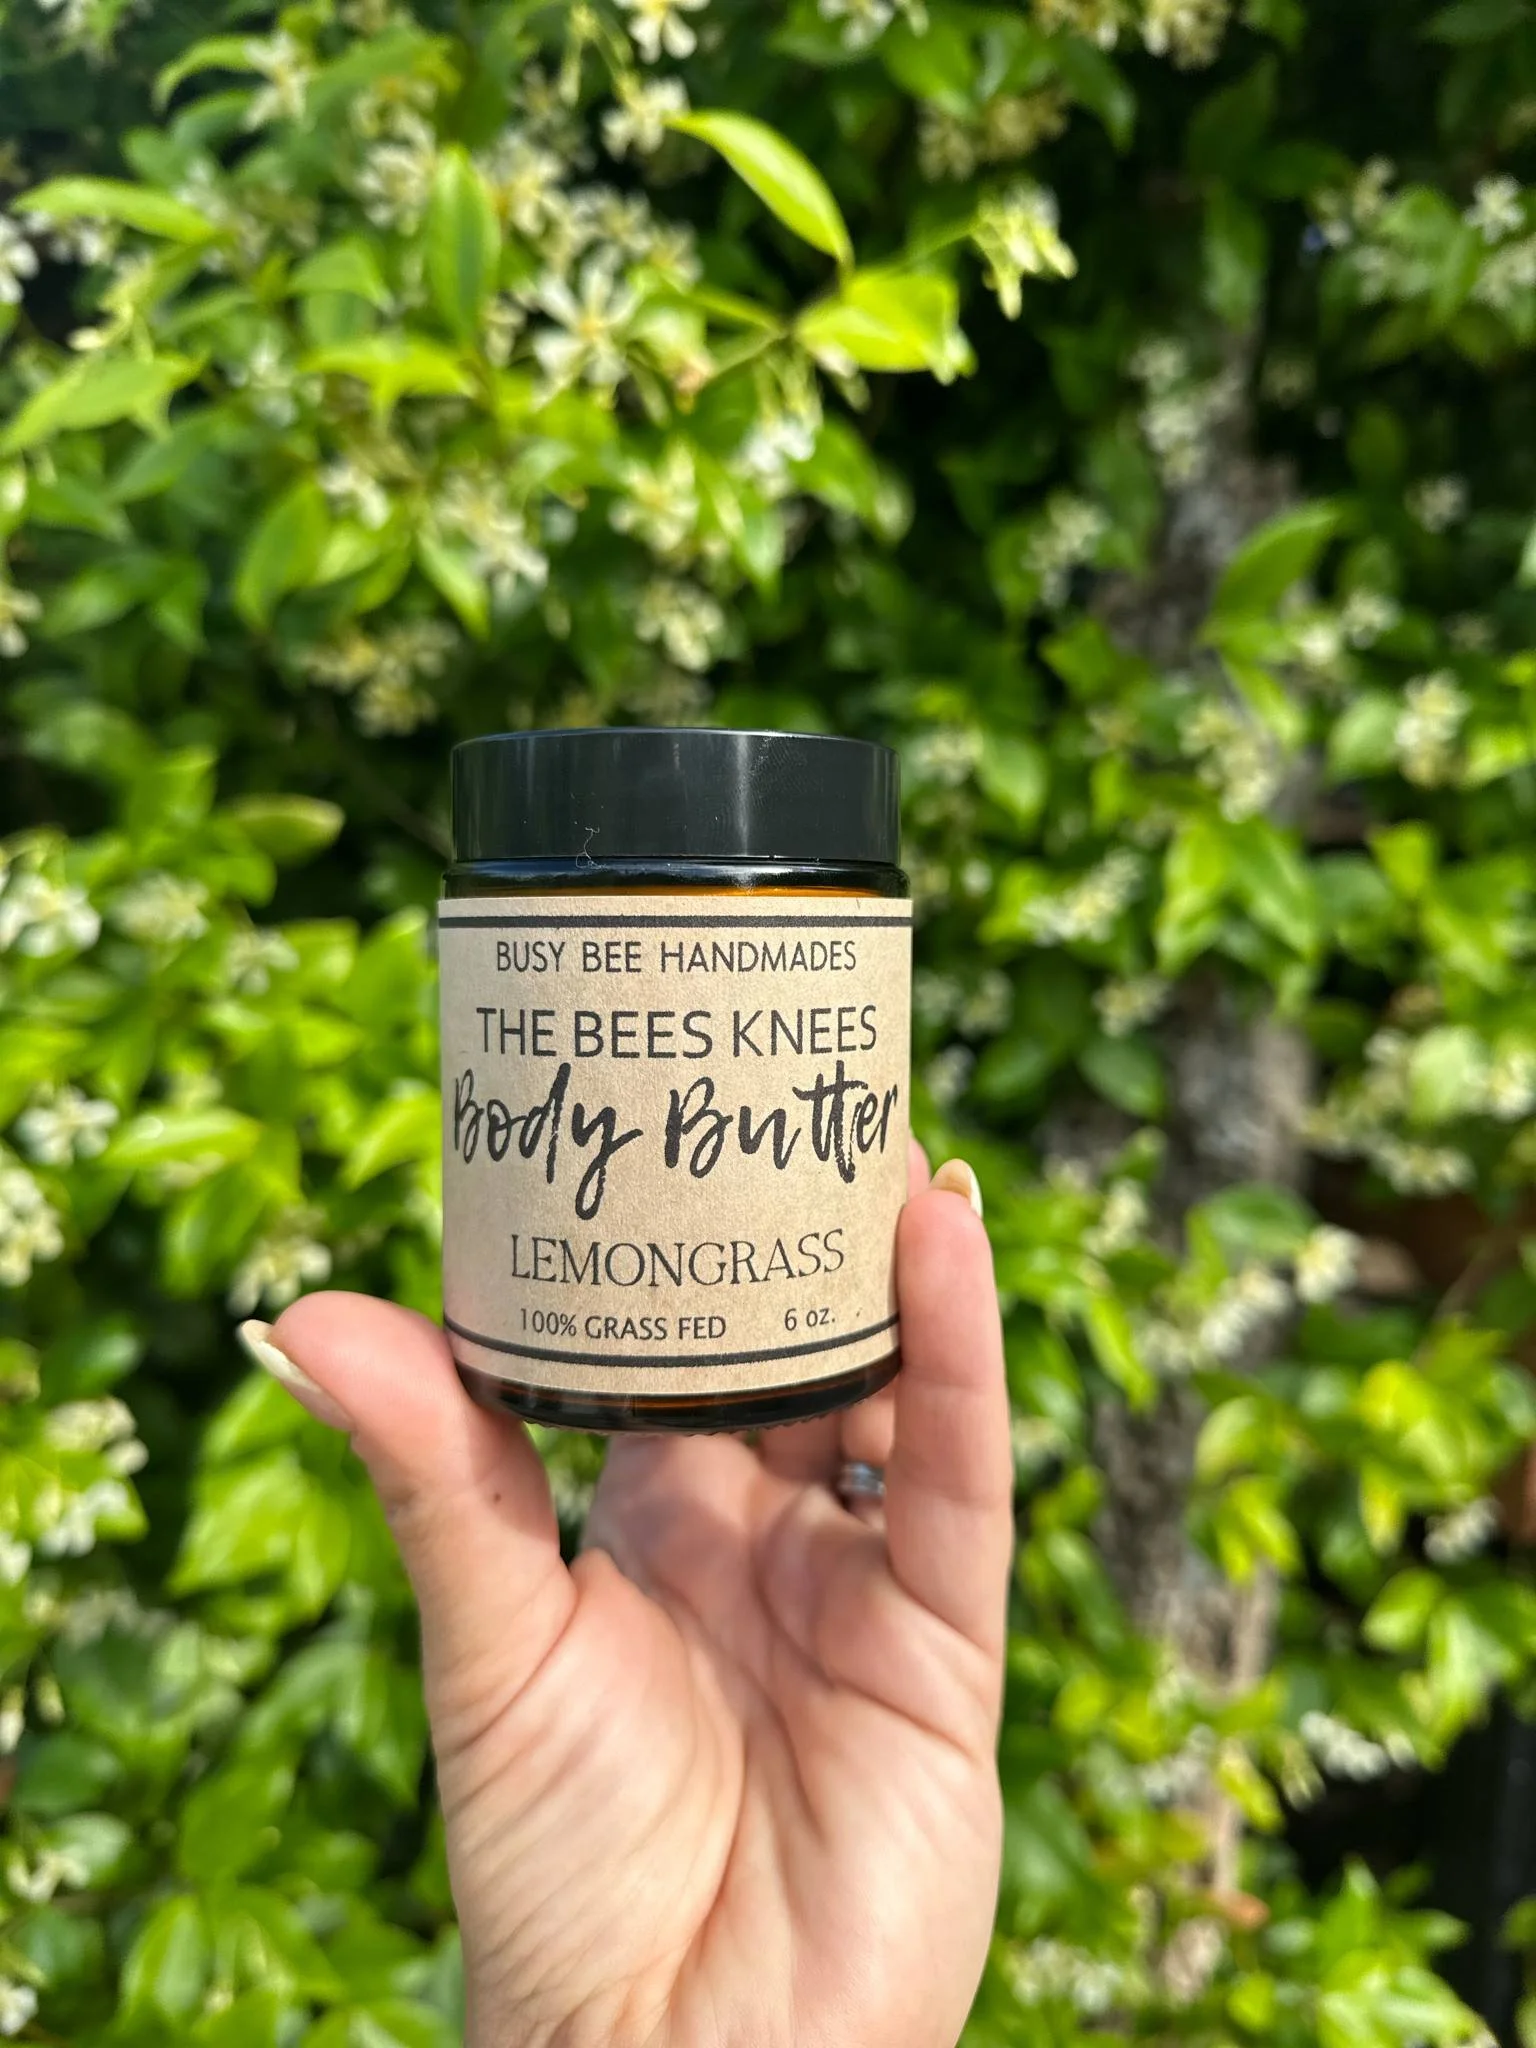 BUSY BEE HANDMADES
THE BEES KNEES
Body Butter
LEMONGRASS
100% GRASS FED 6 oz.